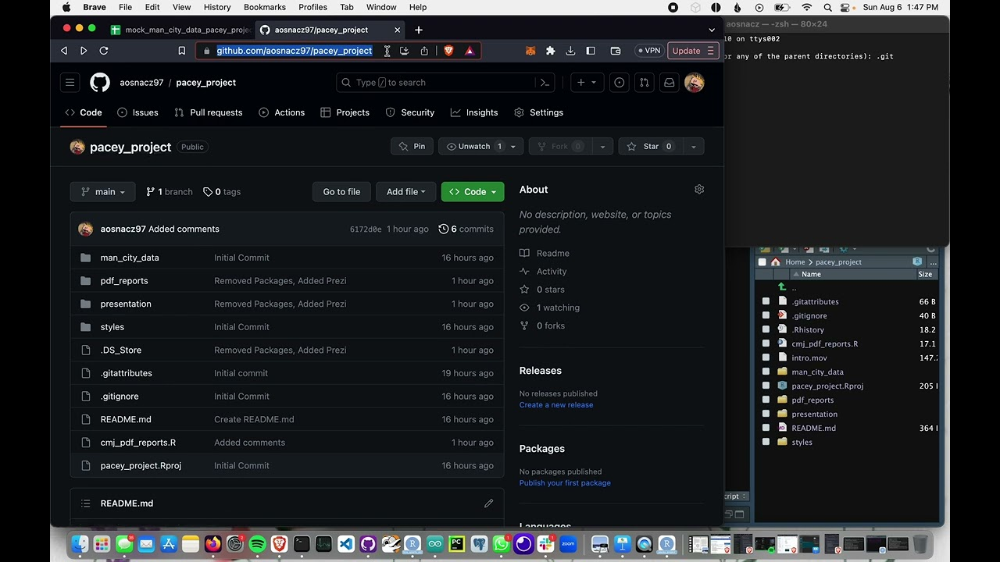 Brave File Edit View History Bookmarks Profiles Tab Window Help Sun Aug 6 1:47 PM
mock_man_city_data_pacey_proje
aosnacz97/pacey_project
aosnacz — -zsh — 80×24
github.com/aosnacz97/pacey_project
VPN Update
10 on ttys002
or any of the parent directories): .git
aosnacz97 / pacey_project
Type / to search
Code Issues Pull requests Actions Projects Security Insights Settings
pacey_project Public
Pin Unwatch 1 Fork 0 Star 0
main 1 branch 0 tags Go to file Add file Code
aosnacz97 Added comments 6172d0e 1 hour ago 6 commits
man_city_data Initial Commit 16 hours ago
pdf_reports Removed Packages, Added Prezi 1 hour ago
presentation Removed Packages, Added Prezi 1 hour ago
styles Initial Commit 16 hours ago
.DS_Store Removed Packages, Added Prezi 1 hour ago
.gitattributes Initial commit 19 hours ago
.gitignore Initial Commit 16 hours ago
README.md Create README.md 16 hours ago
cmj_pdf_reports.R Added comments 1 hour ago
pacey_project.Rproj Initial Commit 16 hours ago
README.md
About
No description, website, or topics
provided.
Readme
Activity
0 stars
1 watching
0 forks
Releases
No releases published
Create a new release
Packages
No packages published
Publish your first package
Languages
Home pacey_project ...
Name Size
..
.gitattributes 66 B
.gitignore 40 B
.Rhistory 18.2
cmj_pdf_reports.R 17.1
intro.mov 147.
man_city_data
pacey_project.Rproj 205
pdf_reports
presentation
README.md 364
styles
cript
zoom